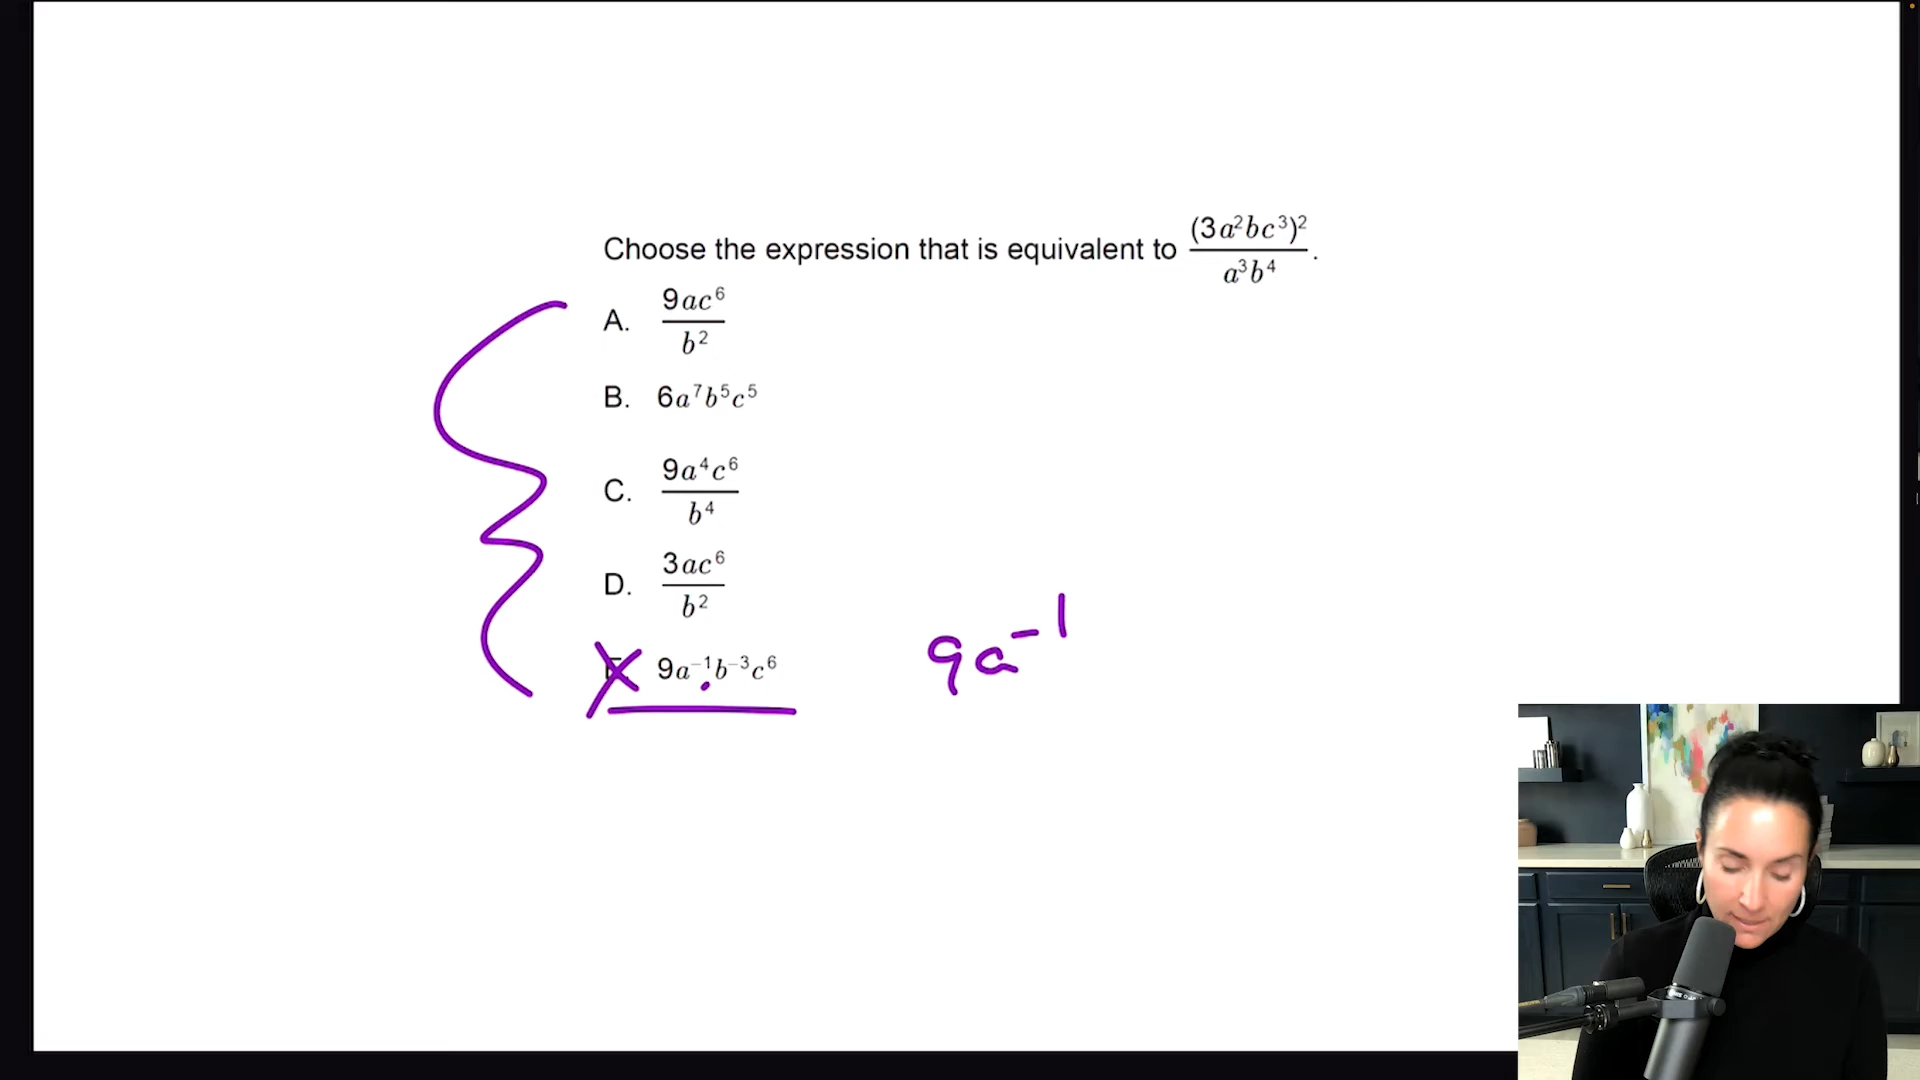 Choose the expression that is equivalent to (3a²bc³)² / a³b⁴.
A. 9ac⁶ / b²
B. 6a⁷b⁵c⁵
C. 9a⁴c⁶ / b⁴
D. 3ac⁶ / b²
E. 9a⁻¹b⁻³c⁶
9a⁻¹